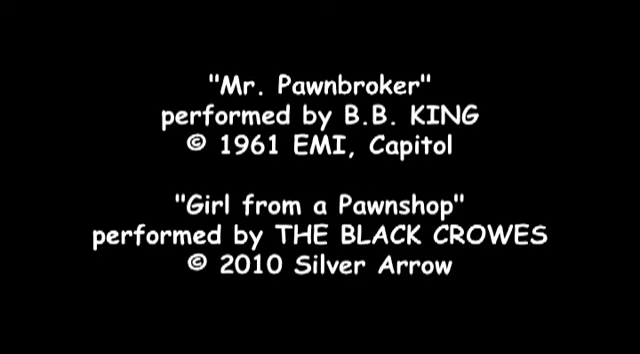 "Mr. Pawnbroker"
performed by B.B. KING
© 1961 EMI, Capitol
"Girl from a Pawnshop"
performed by THE BLACK CROWES
© 2010 Silver Arrow